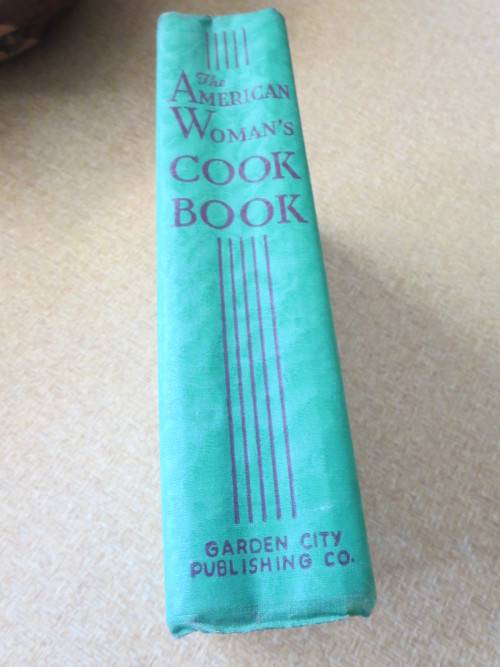 The
AMERICAN
WOMAN'S
COOK
BOOK
GARDEN CITY
PUBLISHING CO.